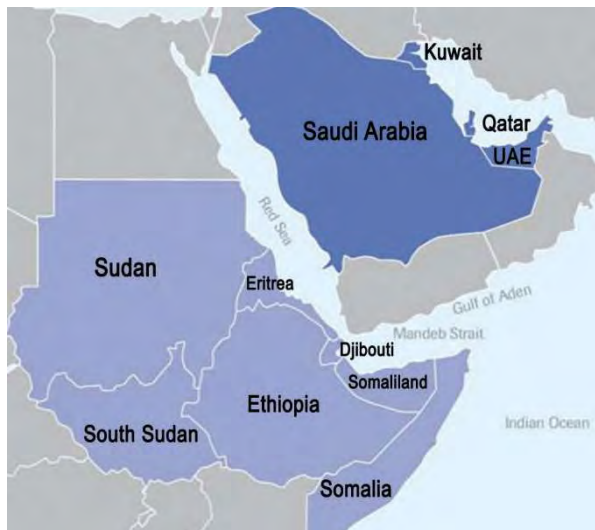 Kuwait
Qatar
Saudi Arabia
UAE
Red Sea
Sudan
Eritrea
Gulf of Aden
Mandeb Strait
Djibouti
Somaliland
Ethiopia
Indian Ocean
South Sudan
Somalia